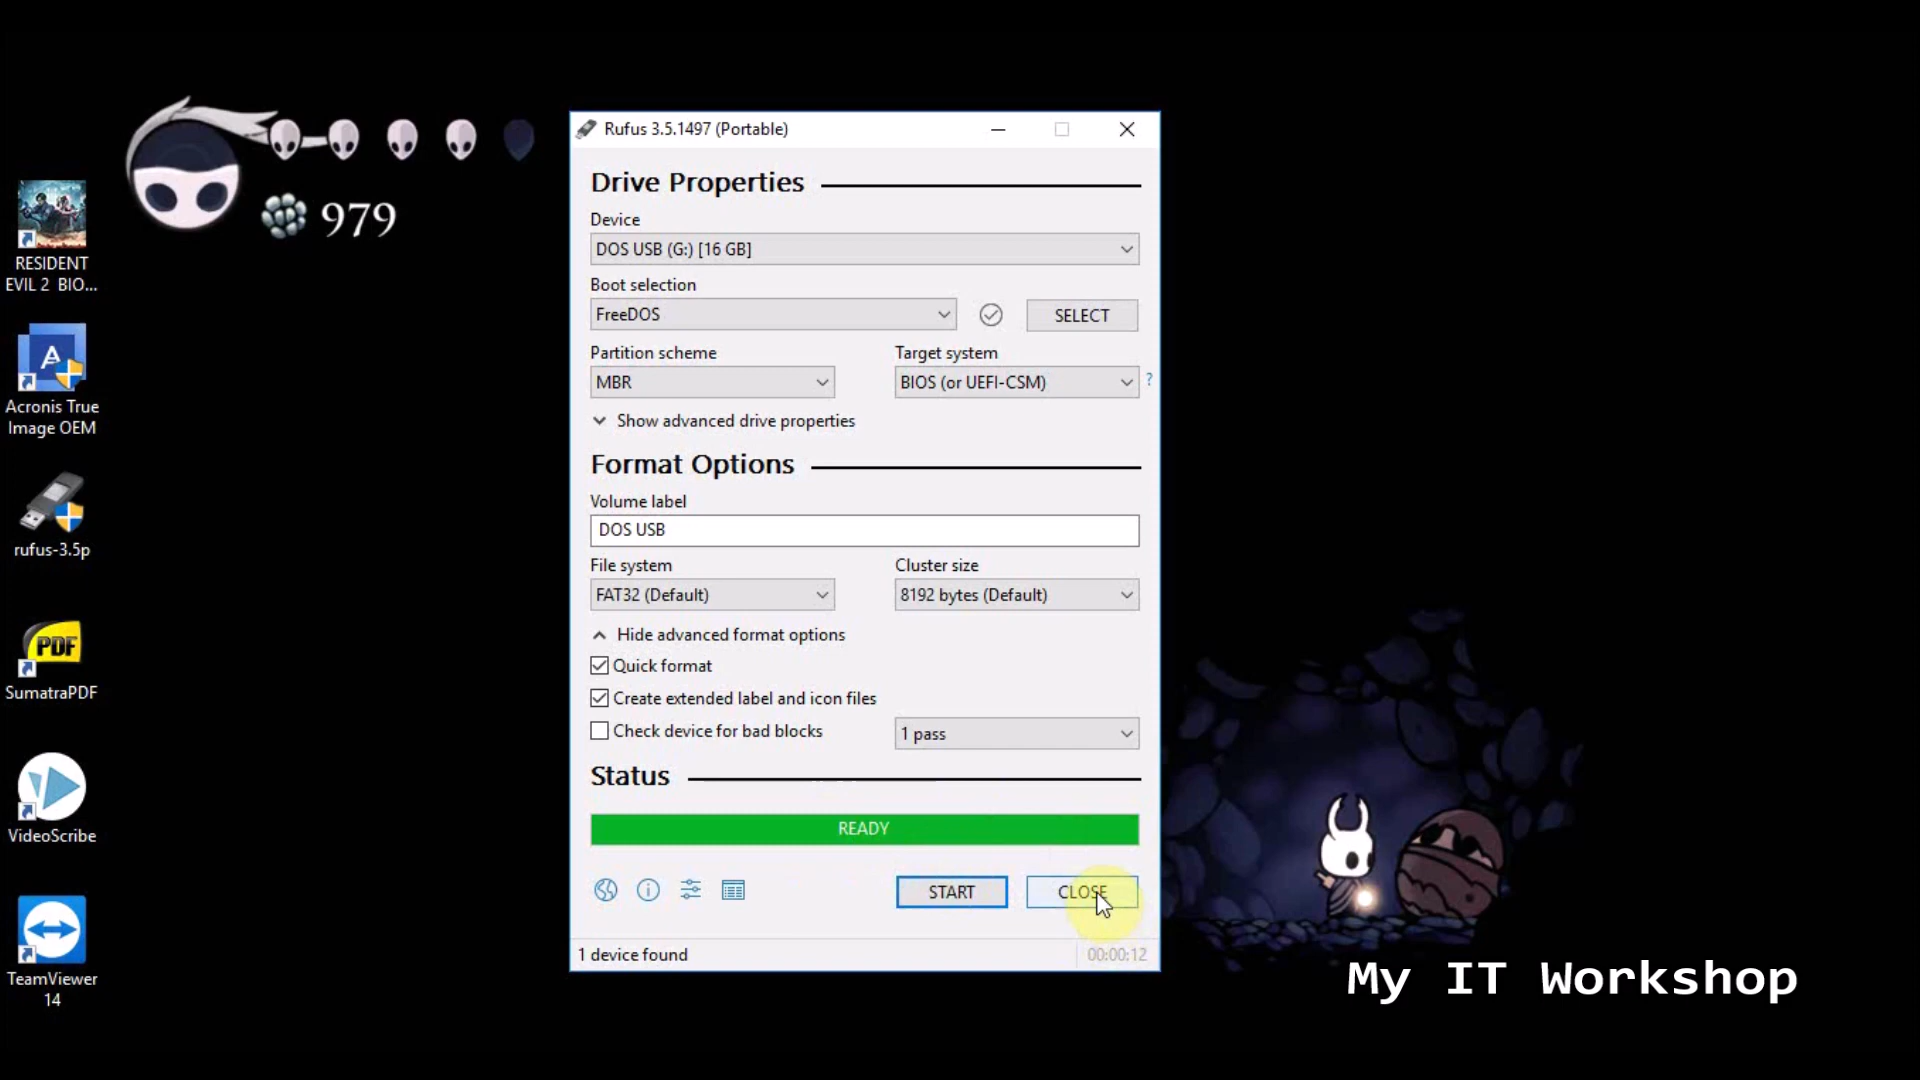 979
RESIDENT
EVIL 2 BIO...
Acronis True
Image OEM
rufus-3.5p
PDF
SumatraPDF
VideoScribe
TeamViewer
14
Rufus 3.5.1497 (Portable)
Drive Properties
Device
DOS USB (G:) [16 GB]
Boot selection
FreeDOS
SELECT
Partition scheme
Target system
MBR
BIOS (or UEFI-CSM)
?
Show advanced drive properties
Format Options
Volume label
DOS USB
File system
Cluster size
FAT32 (Default)
8192 bytes (Default)
Hide advanced format options
Quick format
Create extended label and icon files
Check device for bad blocks
1 pass
Status
READY
START
CLOSE
1 device found
00:00:12
My IT Workshop